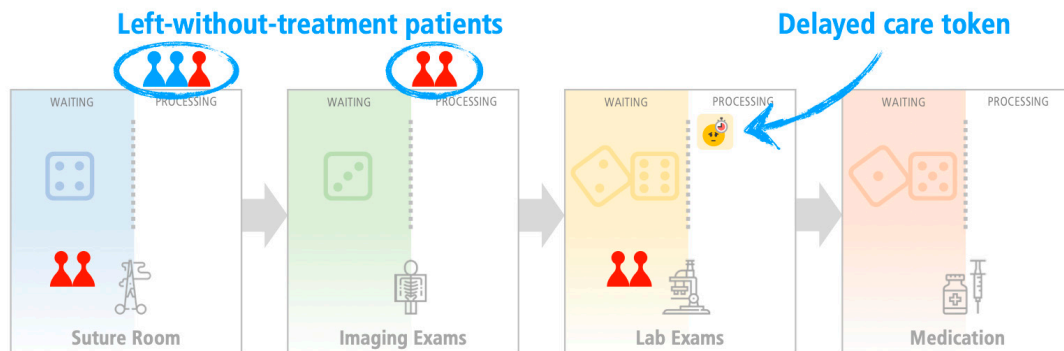 Left-without-treatment patients
Delayed care token
WAITING
PROCESSING
WAITING
PROCESSING
WAITING
PROCESSING
WAITING
PROCESSING
Suture Room
Imaging Exams
Lab Exams
Medication